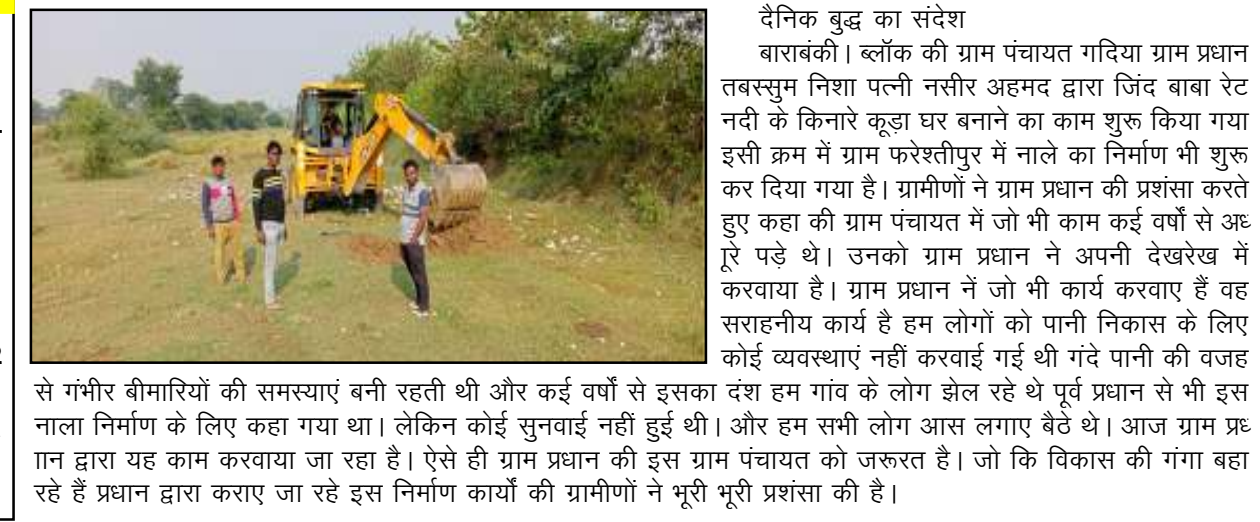 दैनिक बुद्ध का संदेश
बाराबंकी। ब्लॉक की ग्राम पंचायत गदिया ग्राम प्रधान
तबस्सुम निशा पत्नी नसीर अहमद द्वारा जिंद बाबा रेट
नदी के किनारे कूड़ा घर बनाने का काम शुरू किया गया
इसी क्रम में ग्राम फरेश्तीपुर में नाले का निर्माण भी शुरू
कर दिया गया है। ग्रामीणों ने ग्राम प्रधान की प्रशंसा करते
हुए कहा की ग्राम पंचायत में जो भी काम कई वर्षों से अध
ूरे पड़े थे। उनको ग्राम प्रधान ने अपनी देखरेख में
करवाया है। ग्राम प्रधान नें जो भी कार्य करवाए हैं वह
सराहनीय कार्य है हम लोगों को पानी निकास के लिए
कोई व्यवस्थाएं नहीं करवाई गई थी गंदे पानी की वजह
से गंभीर बीमारियों की समस्याएं बनी रहती थी और कई वर्षों से इसका दंश हम गांव के लोग झेल रहे थे पूर्व प्रधान से भी इस
नाला निर्माण के लिए कहा गया था। लेकिन कोई सुनवाई नहीं हुई थी। और हम सभी लोग आस लगाए बैठे थे। आज ग्राम प्रध
ान द्वारा यह काम करवाया जा रहा है। ऐसे ही ग्राम प्रधान की इस ग्राम पंचायत को जरूरत है। जो कि विकास की गंगा बहा
रहे हैं प्रधान द्वारा कराए जा रहे इस निर्माण कार्यों की ग्रामीणों ने भूरी भूरी प्रशंसा की है।